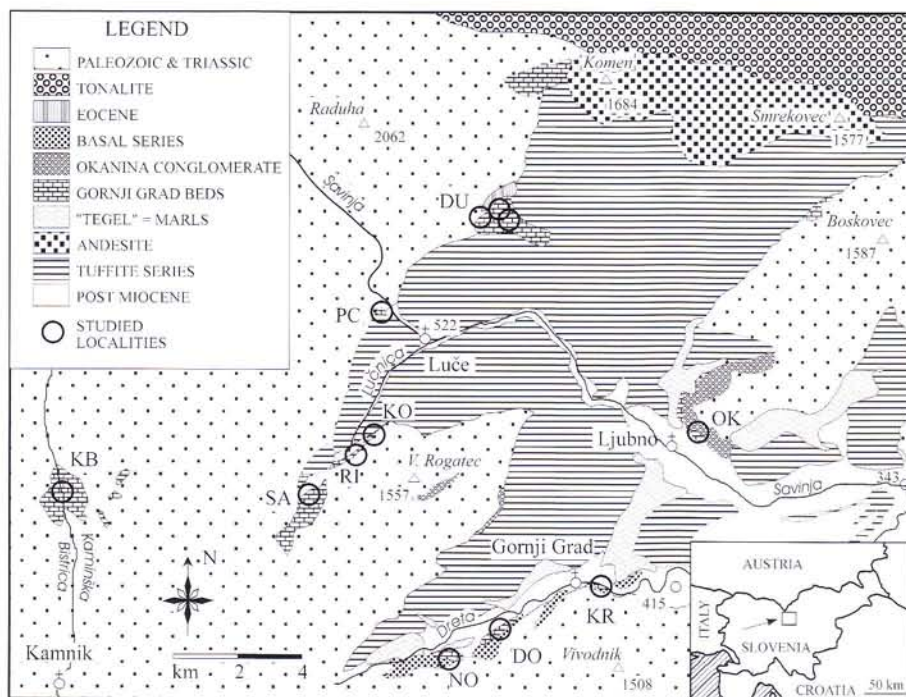 LEGEND
PALEOZOIC & TRIASSIC
TONALITE
EOCENE
BASAL SERIES
OKANINA CONGLOMERATE
GORNJI GRAD BEDS
"TEGEL" = MARLS
ANDESITE
TUFFITE SERIES
POST MIOCENE
STUDIED
LOCALITIES
Komen
1684
Raduha
2062
Smrekovec
1577
Savinja
DU
Boskovec
1587
PC
522
Lučnica
Luče
KO
OK
Ljubno
RI
V. Rogatec
1557
KB
SA
343
Savinja
Kamniška
Bistrica
N
Gornji Grad
KR
415
Dreta
DO
NO
Vivodnik
1508
Kamnik
0 2 4
km
AUSTRIA
ITALY
SLOVENIA
CROATIA
50 km